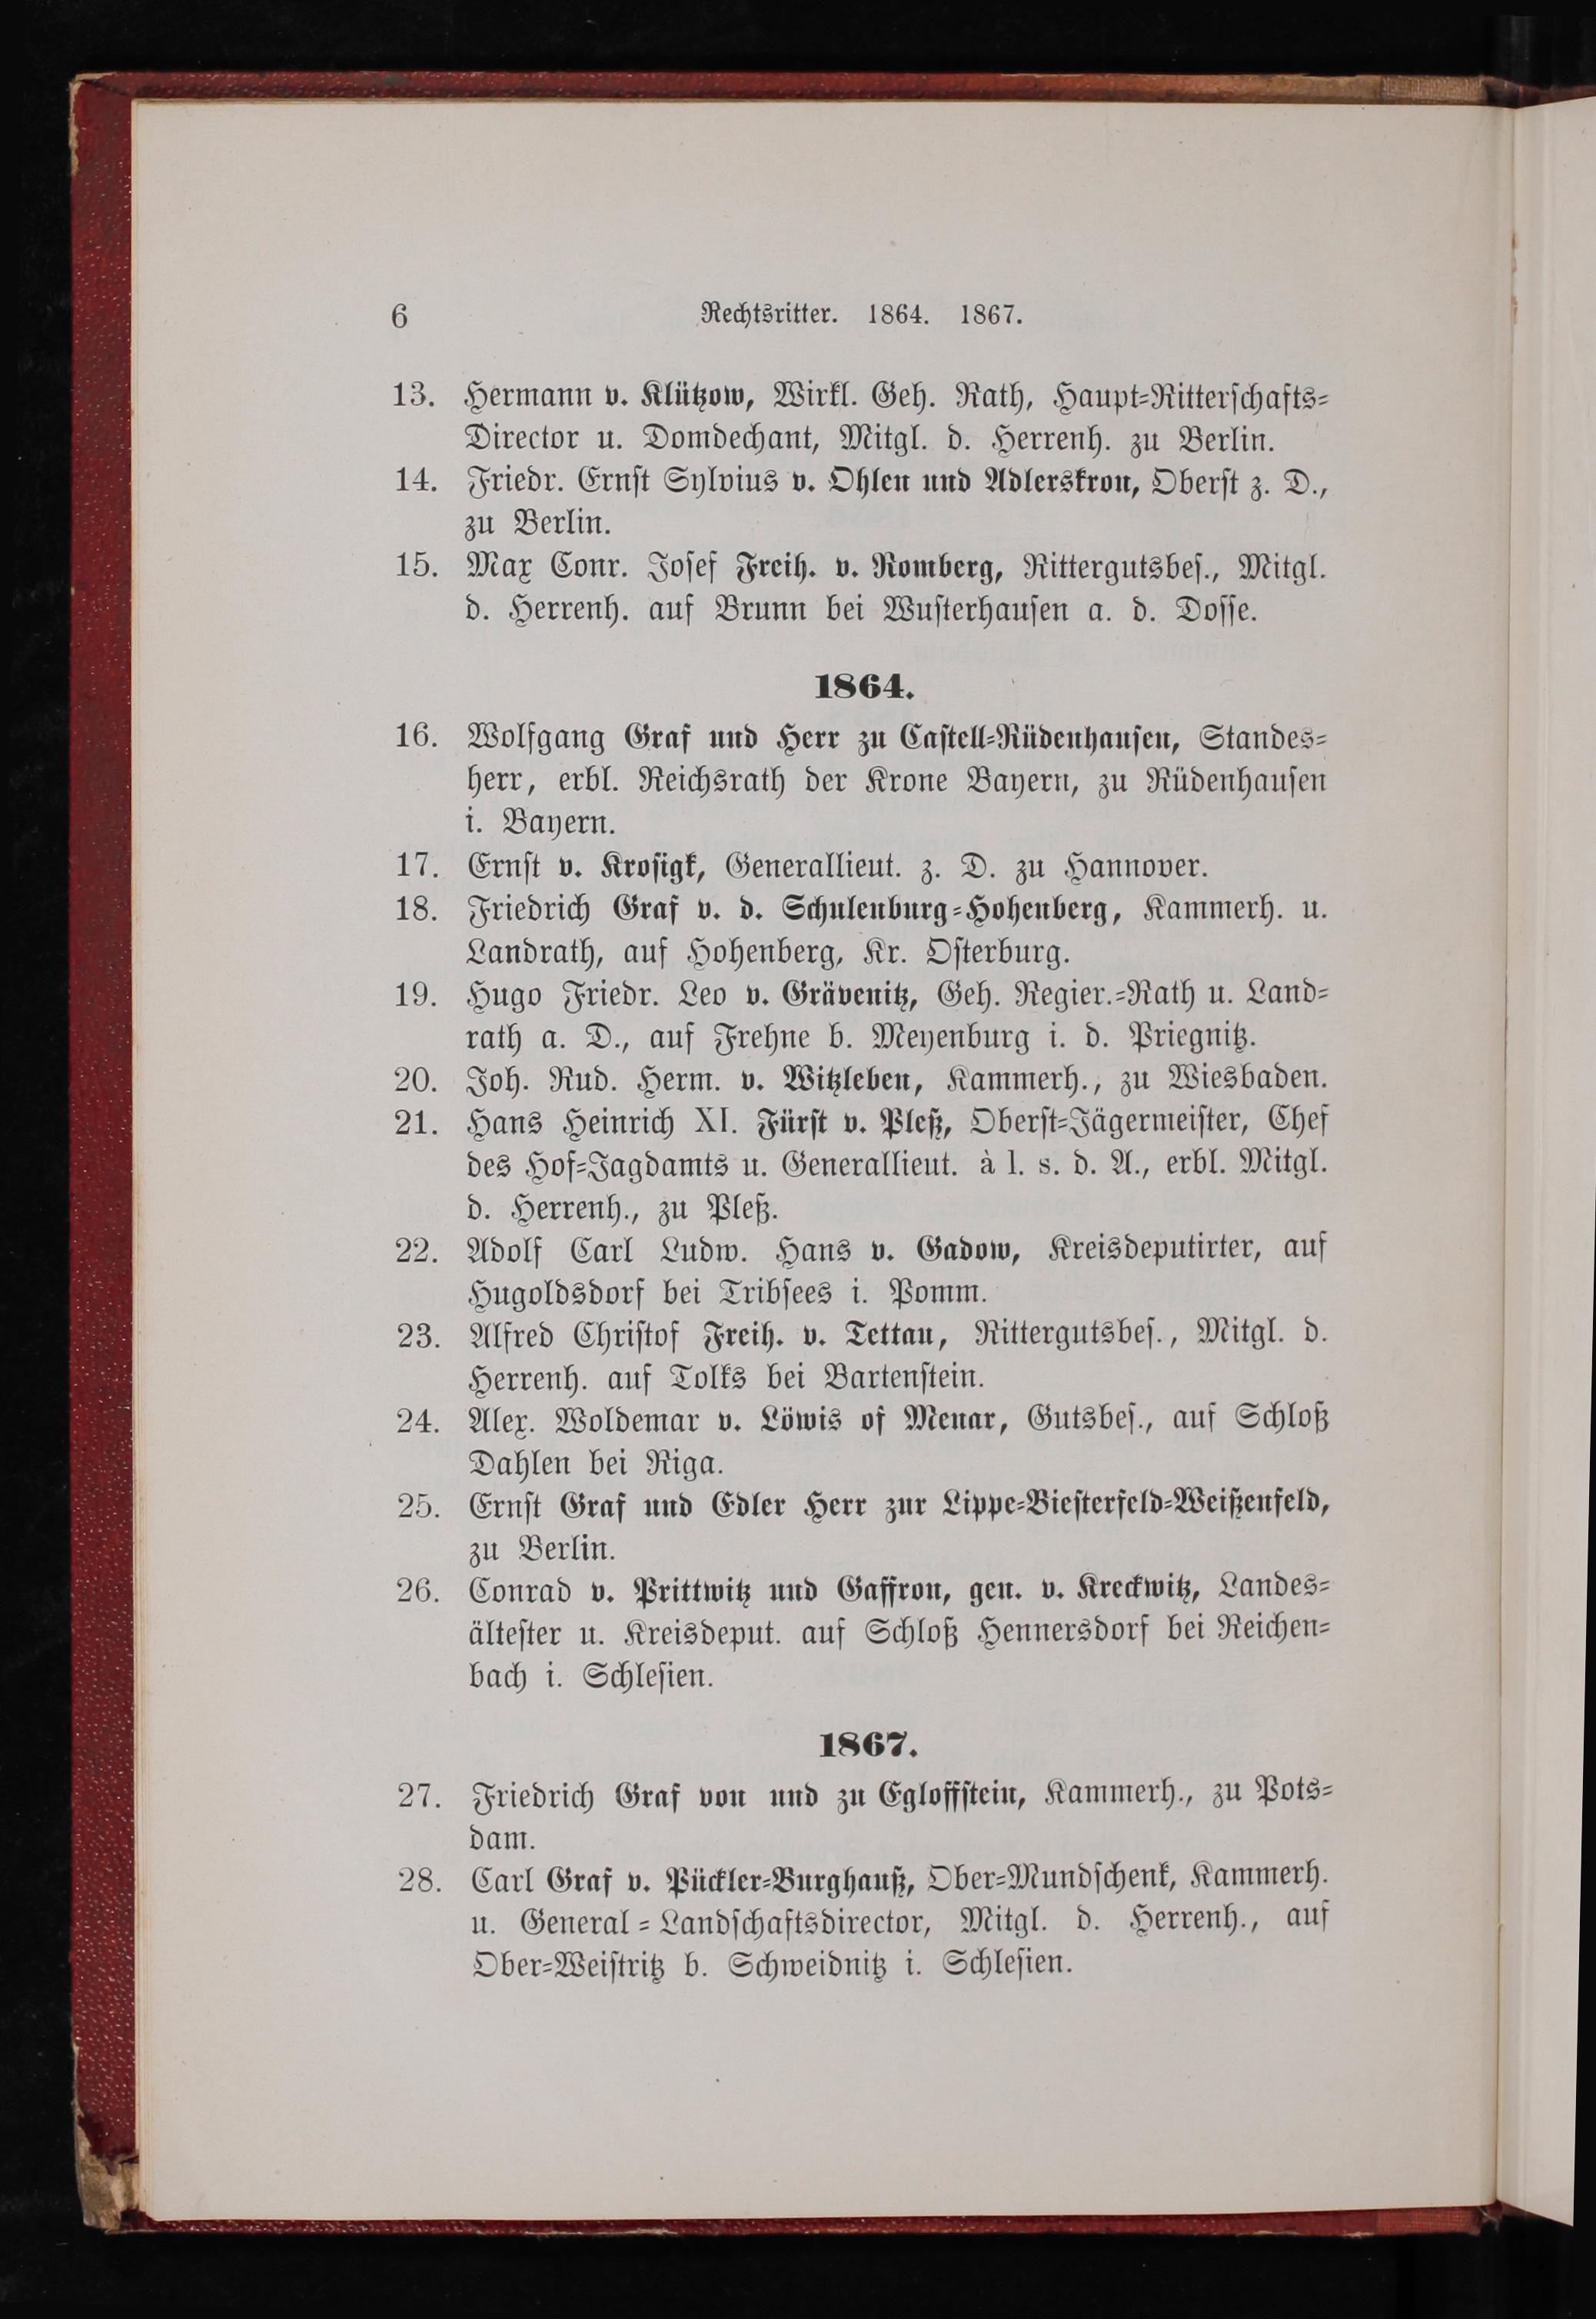 6 Rechtsritter. 1864. 1867.
13. Hermann v. Klützow, Wirkl. Geh. Rath, Haupt-Ritterschafts-
Director u. Domdechant, Mitgl. d. Herrenh. zu Berlin.
14. Friedr. Ernst Sylvius v. Ohlen und Adlerskron, Oberst z. D.,
zu Berlin.
15. Max Conr. Josef Freih. v. Romberg, Rittergutsbes., Mitgl.
d. Herrenh. auf Brunn bei Wusterhausen a. d. Dosse.
1864.
16. Wolfgang Graf und Herr zu Castell-Rüdenhausen, Standes-
herr, erbl. Reichsrath der Krone Bayern, zu Rüdenhausen
i. Bayern.
17. Ernst v. Krosigk, Generallieut. z. D. zu Hannover.
18. Friedrich Graf v. d. Schulenburg-Hohenberg, Kammerh. u.
Landrath, auf Hohenberg, Kr. Osterburg.
19. Hugo Friedr. Leo v. Grävenitz, Geh. Regier.-Rath u. Land-
rath a. D., auf Frehne b. Meyenburg i. d. Priegnitz.
20. Joh. Rud. Herm. v. Witzleben, Kammerh., zu Wiesbaden.
21. Hans Heinrich XI. Fürst v. Pleß, Oberst-Jägermeister, Chef
des Hof-Jagdamts u. Generallieut. à l. s. d. A., erbl. Mitgl.
d. Herrenh., zu Pleß.
22. Adolf Carl Ludw. Hans v. Gadow, Kreisdeputirter, auf
Hugoldsdorf bei Tribsees i. Pomm.
23. Alfred Christof Freih. v. Tettau, Rittergutsbes., Mitgl. d.
Herrenh. auf Tolks bei Bartenstein.
24. Alex. Woldemar v. Löwis of Menar, Gutsbes., auf Schloß
Dahlen bei Riga.
25. Ernst Graf und Edler Herr zur Lippe-Biesterfeld-Weißenfeld,
zu Berlin.
26. Conrad v. Prittwitz und Gaffron, gen. v. Kreckwitz, Landes-
ältester u. Kreisdeput. auf Schloß Hennersdorf bei Reichen-
bach i. Schlesien.
1867.
27. Friedrich Graf von und zu Egloffstein, Kammerh., zu Pots-
dam.
28. Carl Graf v. Pückler-Burghauß, Ober-Mundschenk, Kammerh.
u. General-Landschaftsdirector, Mitgl. d. Herrenh., auf
Ober-Weistritz b. Schweidnitz i. Schlesien.